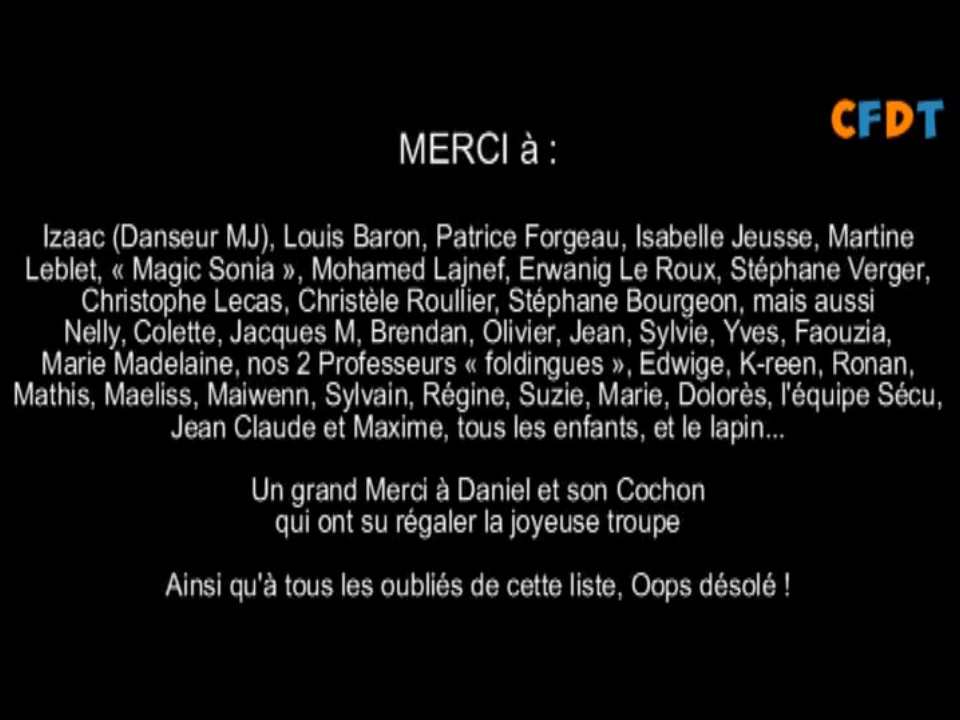 CFDT
MERCI à :
Izaac (Danseur MJ), Louis Baron, Patrice Forgeau, Isabelle Jeusse, Martine
Leblet, « Magic Sonia », Mohamed Lajnef, Erwanig Le Roux, Stéphane Verger,
Christophe Lecas, Christèle Roullier, Stéphane Bourgeon, mais aussi
Nelly, Colette, Jacques M, Brendan, Olivier, Jean, Sylvie, Yves, Faouzia,
Marie Madelaine, nos 2 Professeurs « foldingues », Edwige, K-reen, Ronan,
Mathis, Maeliss, Maiwenn, Sylvain, Régine, Suzie, Marie, Dolorès, l'équipe Sécu,
Jean Claude et Maxime, tous les enfants, et le lapin...
Un grand Merci à Daniel et son Cochon
qui ont su régaler la joyeuse troupe
Ainsi qu'à tous les oubliés de cette liste, Oops désolé !